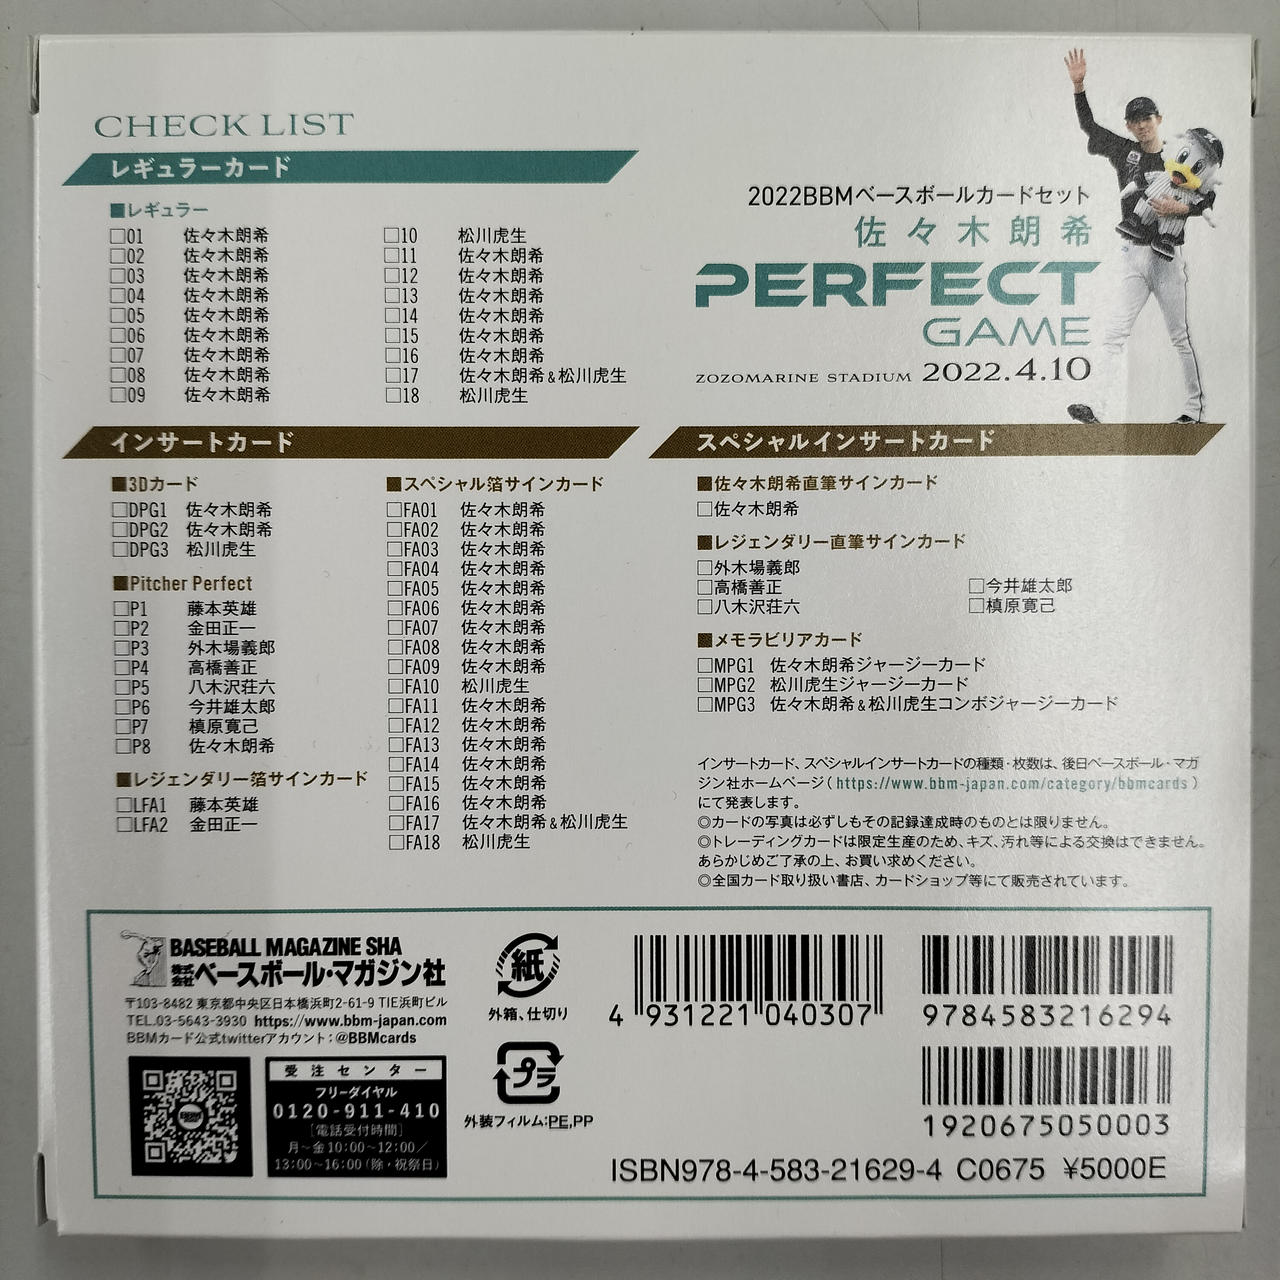 CHECK LIST
レギュラーカード
■レギュラー
□01 佐々木朗希
□02 佐々木朗希
□03 佐々木朗希
□04 佐々木朗希
□05 佐々木朗希
□06 佐々木朗希
□07 佐々木朗希
□08 佐々木朗希
□09 佐々木朗希
□10 松川虎生
□11 佐々木朗希
□12 佐々木朗希
□13 佐々木朗希
□14 佐々木朗希
□15 佐々木朗希
□16 佐々木朗希
□17 佐々木朗希&松川虎生
□18 松川虎生
2022BBMベースボールカードセット
佐々木朗希
PERFECT
GAME
ZOZOMARINE STADIUM 2022.4.10
インサートカード
■3Dカード
□DPG1 佐々木朗希
□DPG2 佐々木朗希
□DPG3 松川虎生
■Pitcher Perfect
□P1 藤本英雄
□P2 金田正一
□P3 外木場義郎
□P4 高橋善正
□P5 八木沢荘六
□P6 今井雄太郎
□P7 槙原寛己
□P8 佐々木朗希
■レジェンダリー箔サインカード
□LFA1 藤本英雄
□LFA2 金田正一
■スペシャル箔サインカード
□FA01 佐々木朗希
□FA02 佐々木朗希
□FA03 佐々木朗希
□FA04 佐々木朗希
□FA05 佐々木朗希
□FA06 佐々木朗希
□FA07 佐々木朗希
□FA08 佐々木朗希
□FA09 佐々木朗希
□FA10 松川虎生
□FA11 佐々木朗希
□FA12 佐々木朗希
□FA13 佐々木朗希
□FA14 佐々木朗希
□FA15 佐々木朗希
□FA16 佐々木朗希
□FA17 佐々木朗希&松川虎生
□FA18 松川虎生
スペシャルインサートカード
■佐々木朗希直筆サインカード
□佐々木朗希
■レジェンダリー直筆サインカード
□外木場義郎
□高橋善正 □今井雄太郎
□八木沢荘六 □槙原寛己
■メモラビリアカード
□MPG1 佐々木朗希ジャージーカード
□MPG2 松川虎生ジャージーカード
□MPG3 佐々木朗希&松川虎生コンボジャージーカード
インサートカード、スペシャルインサートカードの種類・枚数は、後日ベースボール・マガ
ジン社ホームページ(https://www.bbm-japan.com/category/bbmcards)
にて発表します。
◎カードの写真は必ずしもその記録達成時のものとは限りません。
◎トレーディングカードは限定生産のため、キズ、汚れ等による交換はできません。
あらかじめご了承の上、お買い求めください。
◎全国カード取り扱い書店、カードショップ等にて販売されています。
BASEBALL MAGAZINE SHA
株式会社ベースボール・マガジン社
〒103-8482 東京都中央区日本橋浜町2-61-9 TIE浜町ビル
TEL.03-5643-3930 https://www.bbm-japan.com
BBMカード公式twitterアカウント:@BBMcards
受注センター
フリーダイヤル
0120-911-410
[電話受付時間]
月～金10:00～12:00/
13:00～16:00(除・祝祭日)
紙
外箱、仕切り
プラ
外装フィルム:PE,PP
4 931221 040307
9784583216294
1920675050003
ISBN978-4-583-21629-4 C0675 ¥5000E